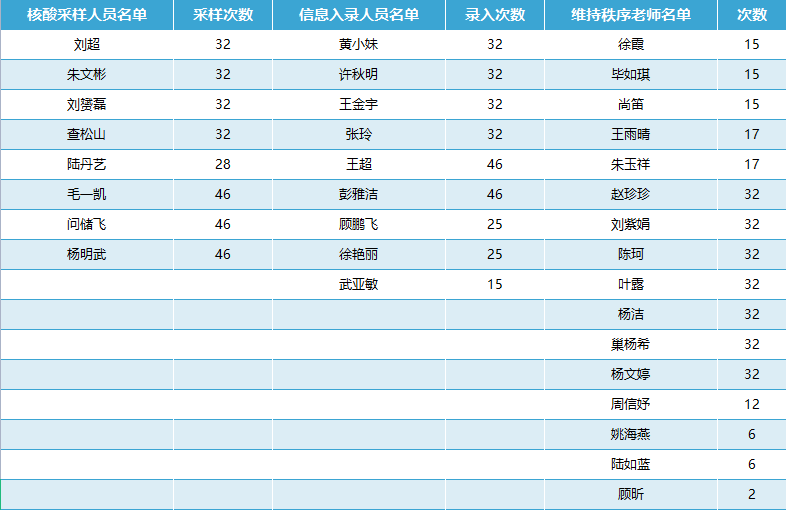 核酸采样人员名单 采样次数 信息入录人员名单 录入次数 维持秩序老师名单 次数
刘超 32 黄小妹 32 徐霞 15
朱文彬 32 许秋明 32 毕如琪 15
刘赟磊 32 王金宇 32 尚笛 15
查松山 32 张玲 32 王雨晴 17
陆丹艺 28 王超 46 朱玉祥 17
毛一凯 46 彭雅洁 46 赵珍珍 32
问储飞 46 顾鹏飞 25 刘紫娟 32
杨明武 46 徐艳丽 25 陈珂 32
武亚敏 15 叶露 32
杨洁 32
巢杨希 32
杨文婷 32
周信妤 12
姚海燕 6
陆如蓝 6
顾昕 2